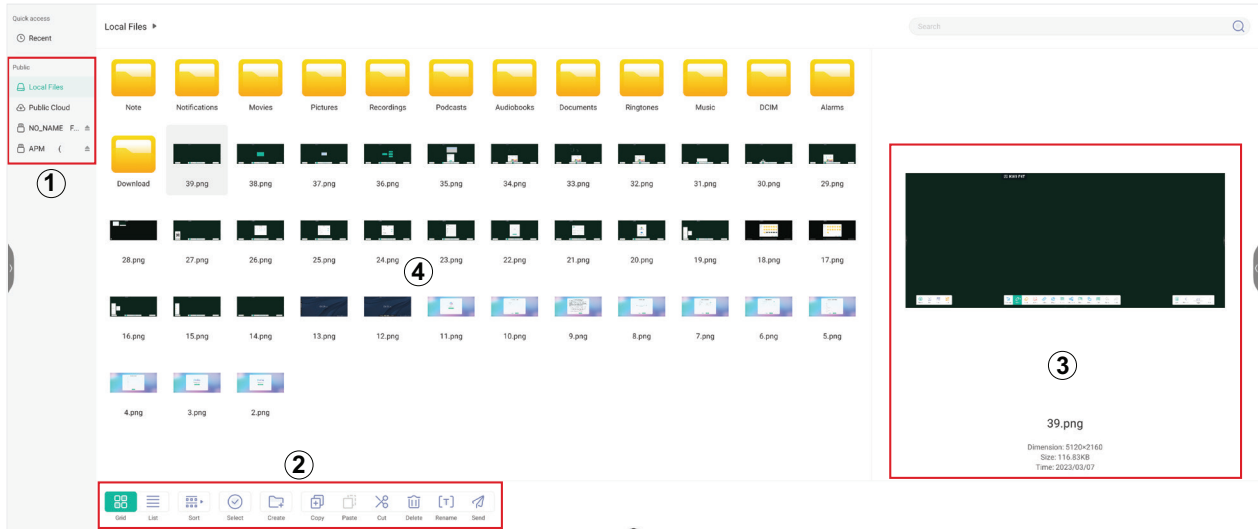 Quick access
Recent
Public
Local Files
Public Cloud
NO_NAME F...
APM (
1
Local Files
Search
Note Notifications Movies Pictures Recordings Podcasts Audiobooks Documents Ringtones Music DCIM Alarms
Download 39.png 38.png 37.png 36.png 35.png 34.png 33.png 32.png 31.png 30.png 29.png
28.png 27.png 26.png 25.png 24.png 23.png 22.png 21.png 20.png 19.png 18.png 17.png
4
16.png 15.png 14.png 13.png 12.png 11.png 10.png 9.png 8.png 7.png 6.png 5.png
4.png 3.png 2.png
3
39.png
Dimension: 5120×2160
Size: 116.83KB
Time: 2023/03/07
2
Grid List Sort Select Create Copy Paste Cut Delete Rename Send